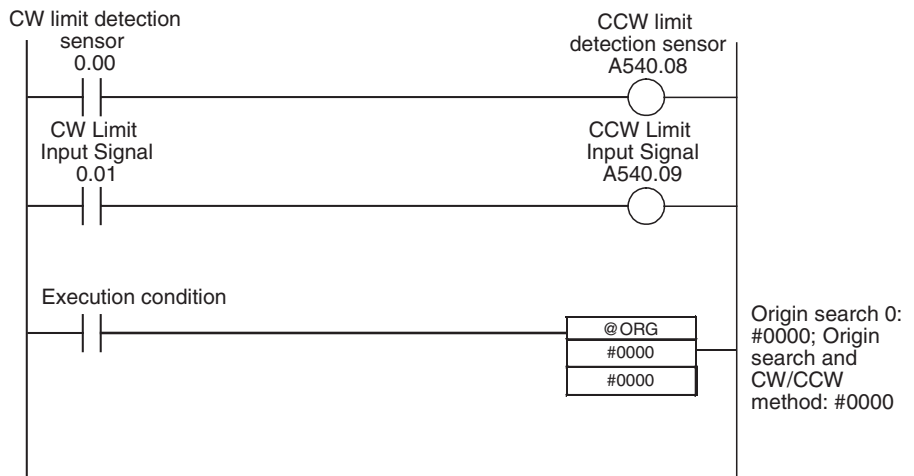 CW limit detection
sensor
0.00
CCW limit
detection sensor
A540.08
CW Limit
Input Signal
0.01
CCW Limit
Input Signal
A540.09
Execution condition
@ORG
#0000
#0000
Origin search 0:
#0000; Origin
search and
CW/CCW
method: #0000